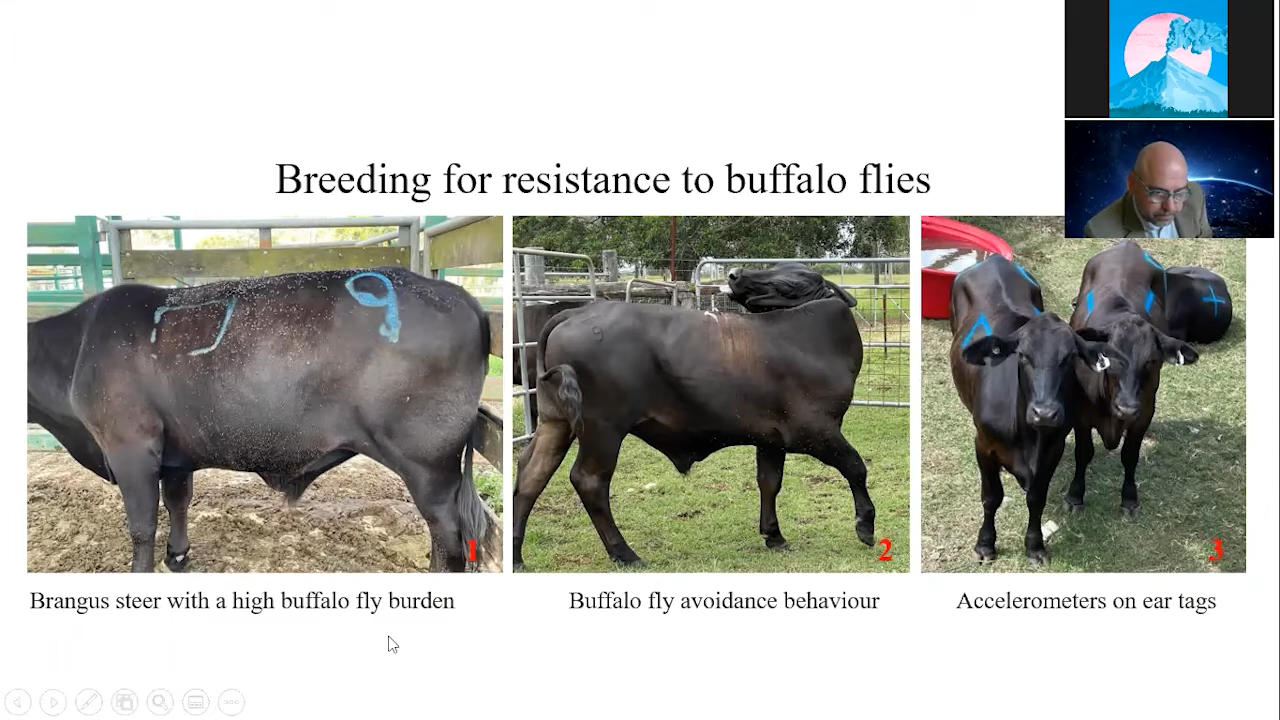 Breeding for resistance to buffalo flies
1
2
3
Brangus steer with a high buffalo fly burden
Buffalo fly avoidance behaviour
Accelerometers on ear tags